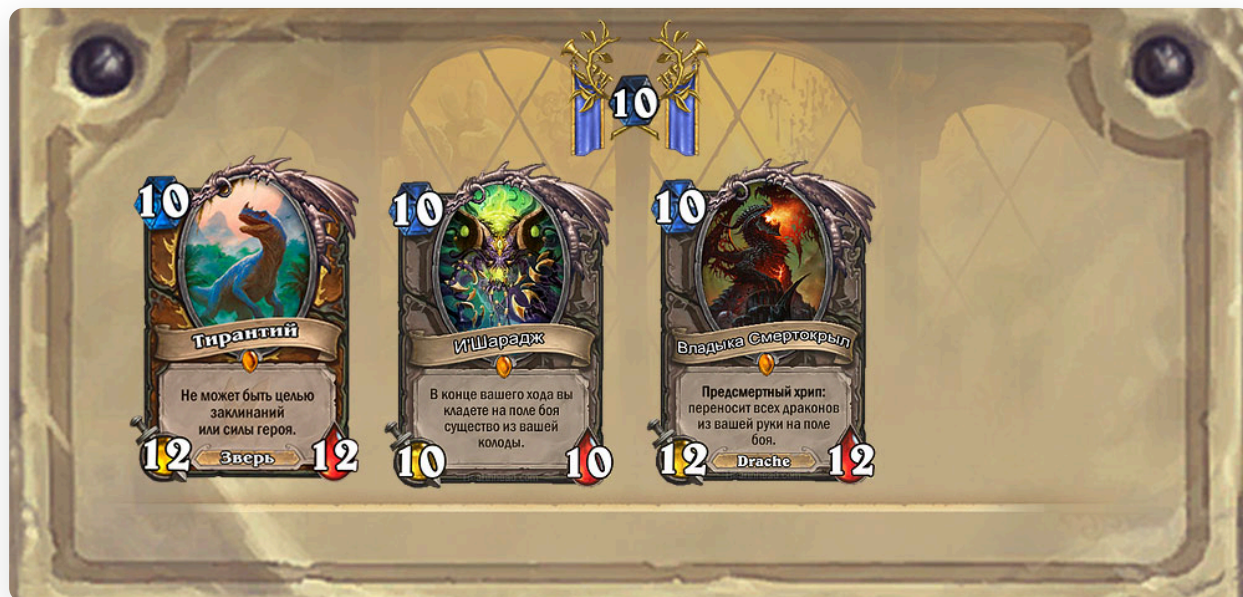 10
10
Тирантий
Не может быть целью
заклинаний
или силы героя.
12
Зверь
12
10
И'Шарадж
В конце вашего хода вы
кладете на поле боя
существо из вашей
колоды.
10
10
10
Владыка Смертокрыл
Предсмертный хрип:
переносит всех драконов
из вашей руки на поле
боя.
12
Drache
12